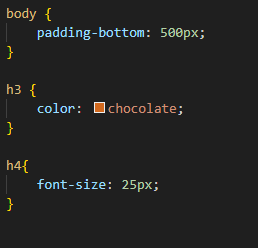 body {
    padding-bottom: 500px;
}
h3 {
    color: chocolate;
}
h4{
    font-size: 25px;
}